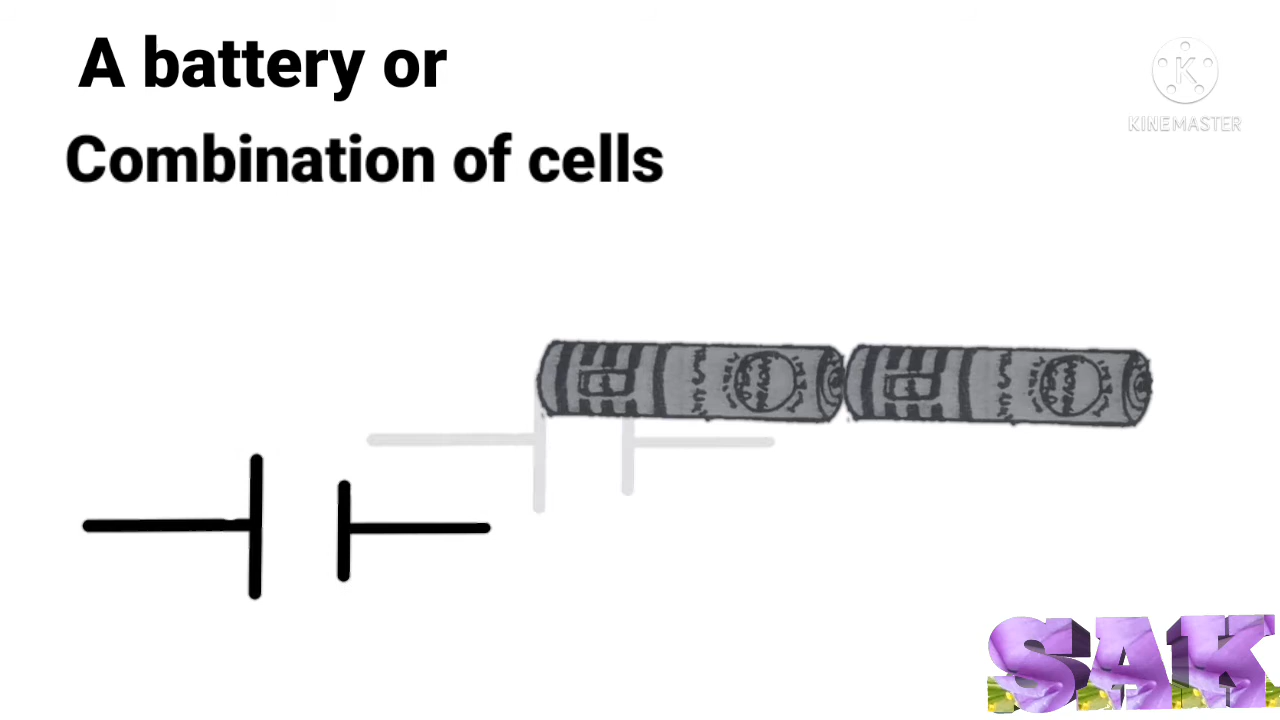 A battery or
Combination of cells
K
KINEMASTER
SAK